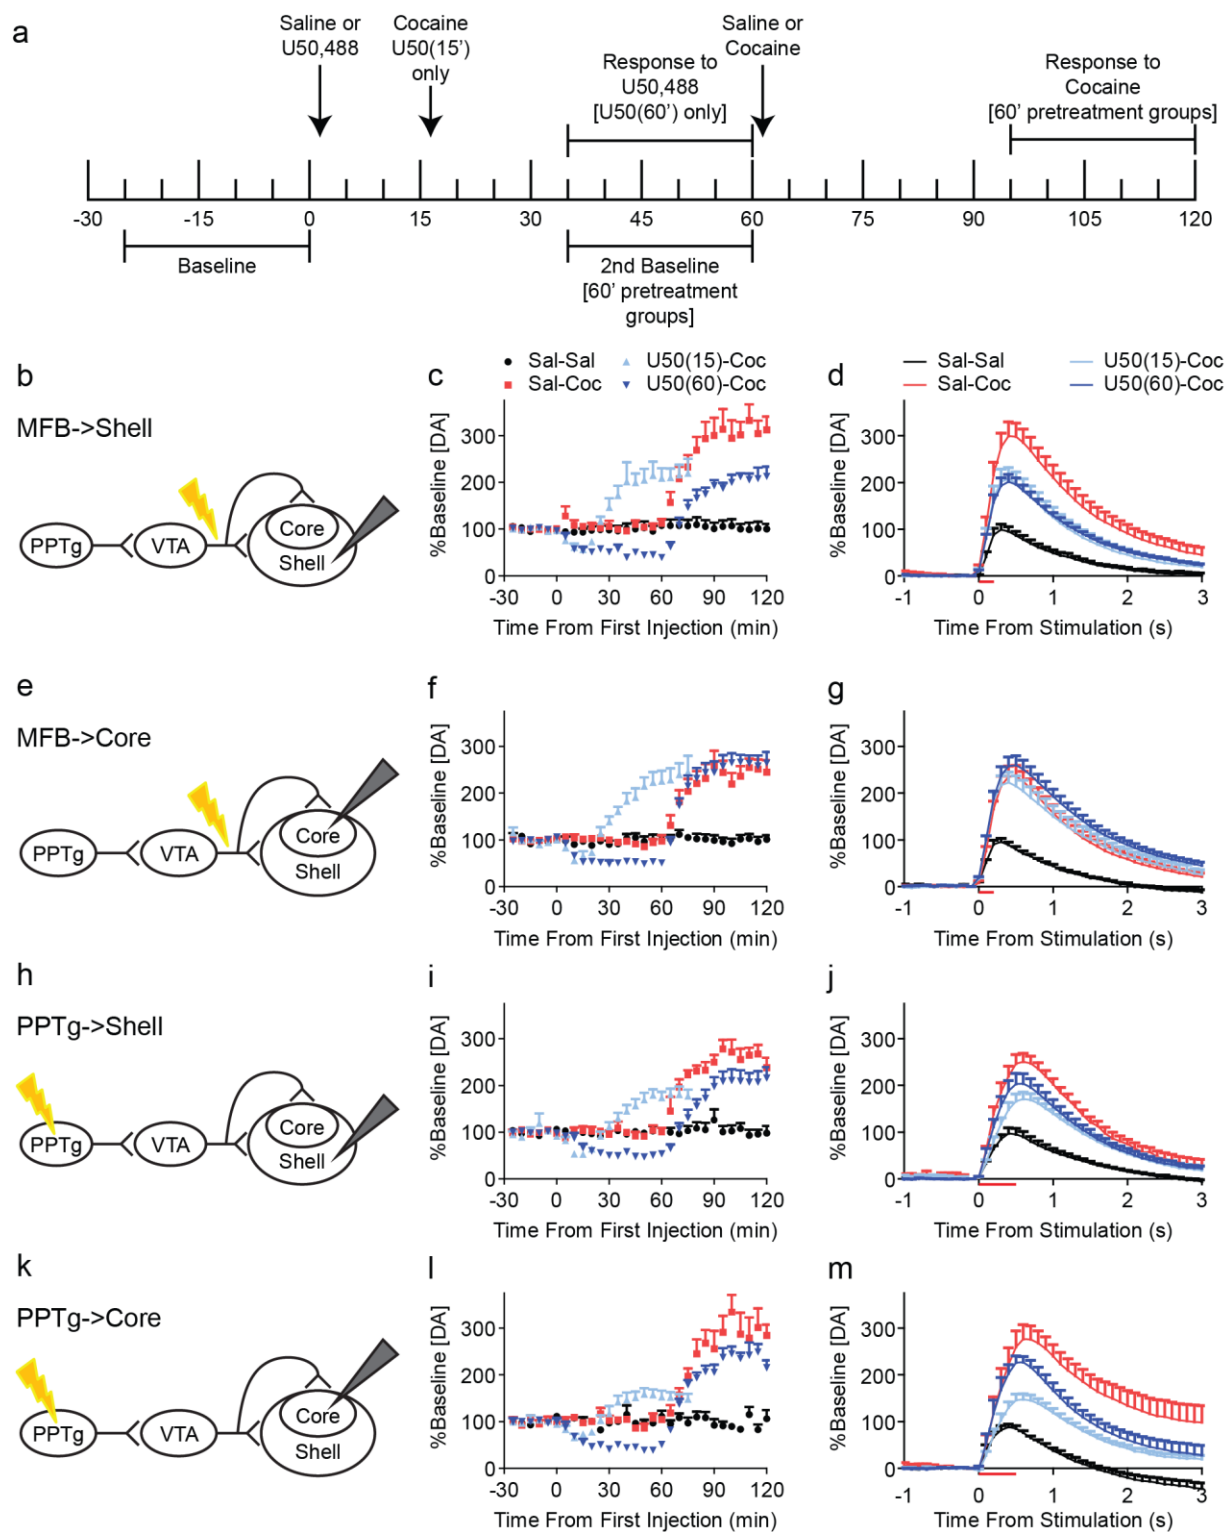 a
Saline or
U50,488
Cocaine
U50(15')
only
Response to
U50,488
[U50(60') only]
Saline or
Cocaine
Response to
Cocaine
[60' pretreatment groups]
-30 -15 0 15 30 45 60 75 90 105 120
Baseline
2nd Baseline
[60' pretreatment
groups]
b
MFB->Shell
PPTg
VTA
Core
Shell
c
Sal-Sal
U50(15)-Coc
Sal-Coc
U50(60)-Coc
%Baseline [DA]
300
200
100
0
-30 0 30 60 90 120
Time From First Injection (min)
d
Sal-Sal
U50(15)-Coc
Sal-Coc
U50(60)-Coc
%Baseline [DA]
300
200
100
0
-1 0 1 2 3
Time From Stimulation (s)
e
MFB->Core
PPTg
VTA
Core
Shell
f
%Baseline [DA]
300
200
100
0
-30 0 30 60 90 120
Time From First Injection (min)
g
%Baseline [DA]
300
200
100
0
-1 0 1 2 3
Time From Stimulation (s)
h
PPTg->Shell
PPTg
VTA
Core
Shell
i
%Baseline [DA]
300
200
100
0
-30 0 30 60 90 120
Time From First Injection (min)
j
%Baseline [DA]
300
200
100
0
-1 0 1 2 3
Time From Stimulation (s)
k
PPTg->Core
PPTg
VTA
Core
Shell
l
%Baseline [DA]
300
200
100
0
-30 0 30 60 90 120
Time From First Injection (min)
m
%Baseline [DA]
300
200
100
0
-1 0 1 2 3
Time From Stimulation (s)